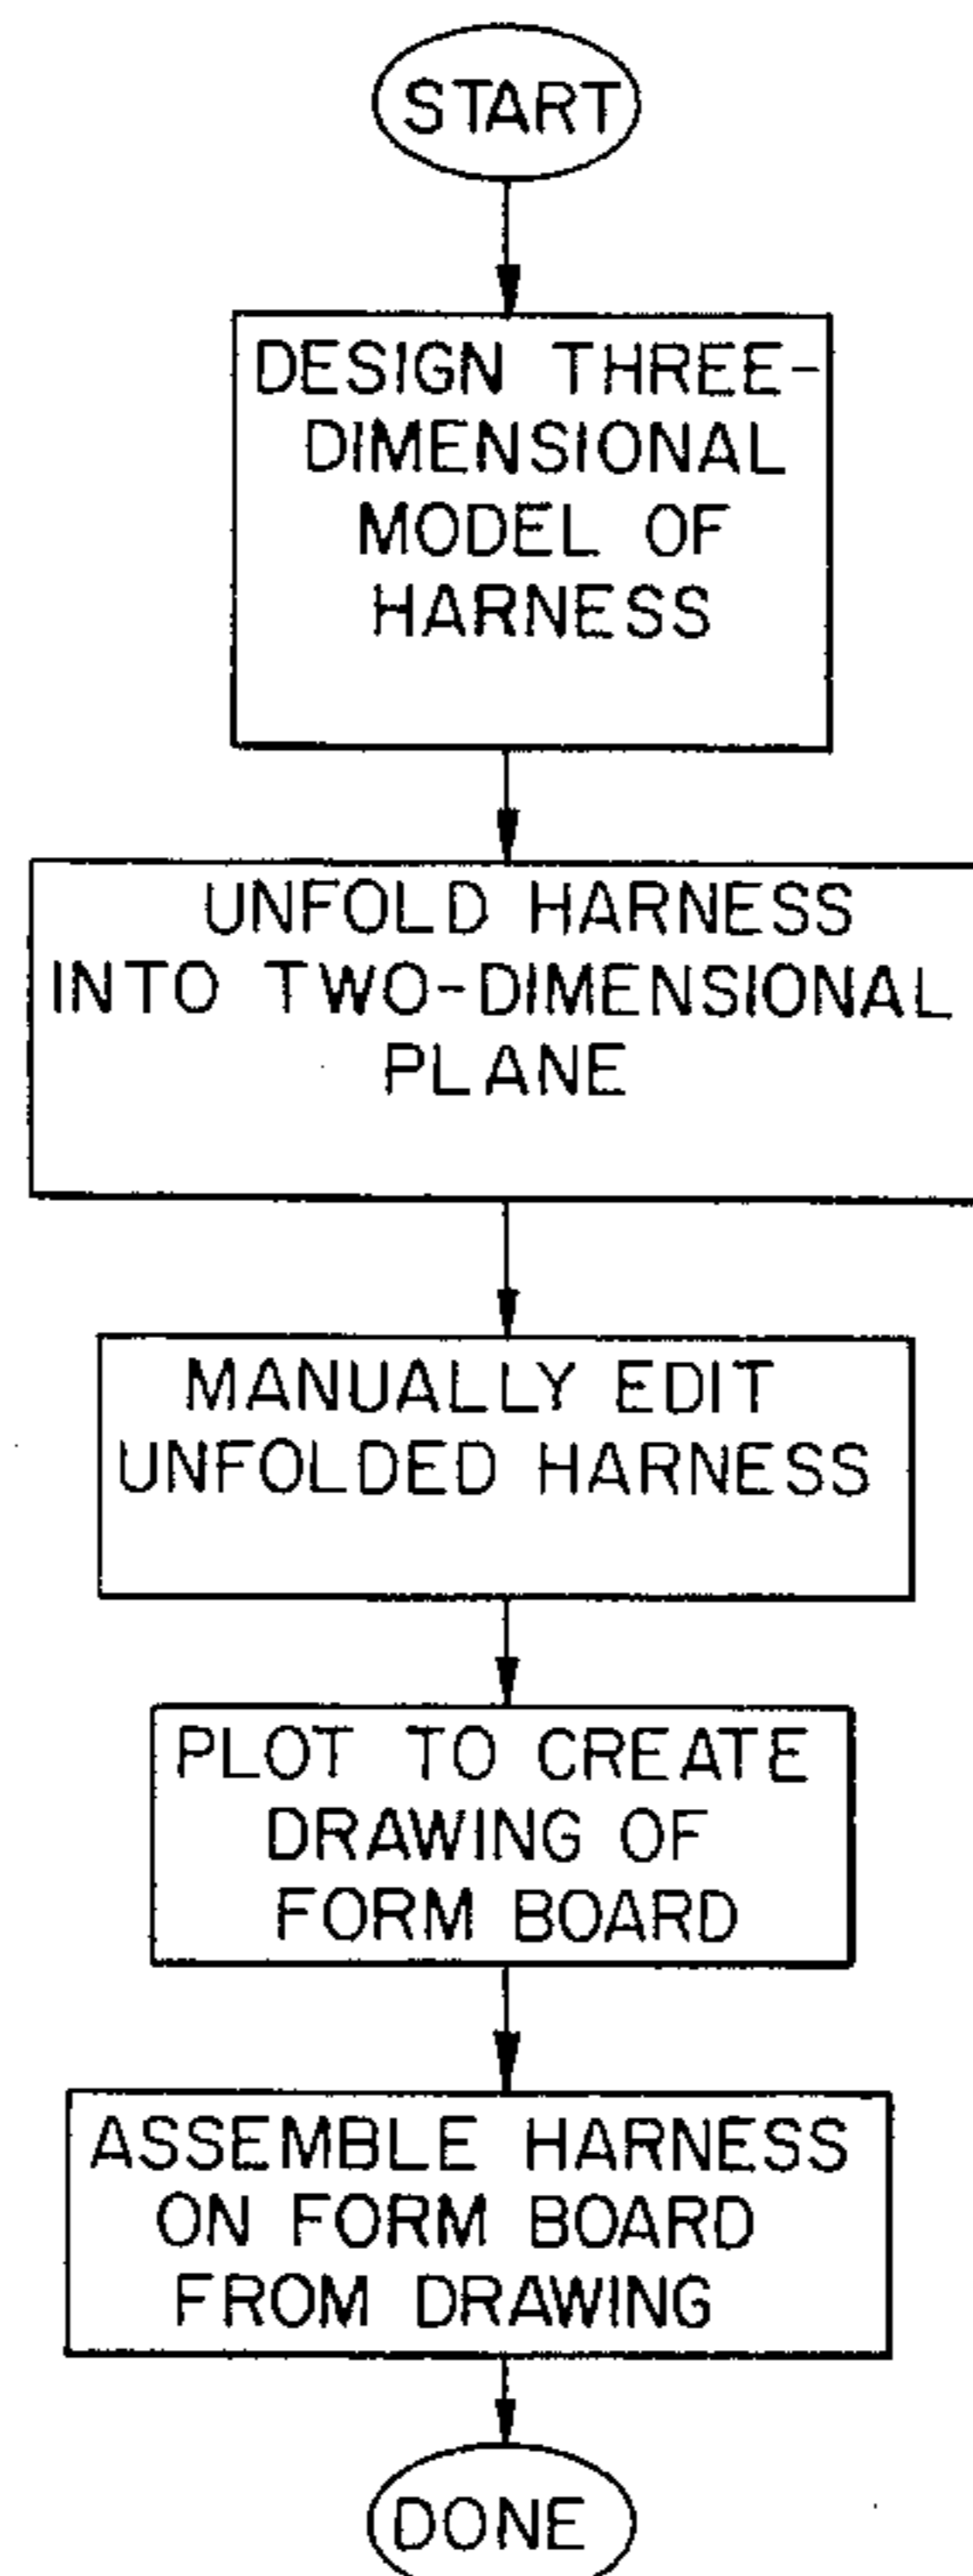 START
DESIGN THREE-
DIMENSIONAL
MODEL OF
HARNESS
UNFOLD HARNESS
INTO TWO-DIMENSIONAL
PLANE
MANUALLY EDIT
UNFOLDED HARNESS
PLOT TO CREATE
DRAWING OF
FORM BOARD
ASSEMBLE HARNESS
ON FORM BOARD
FROM DRAWING
DONE